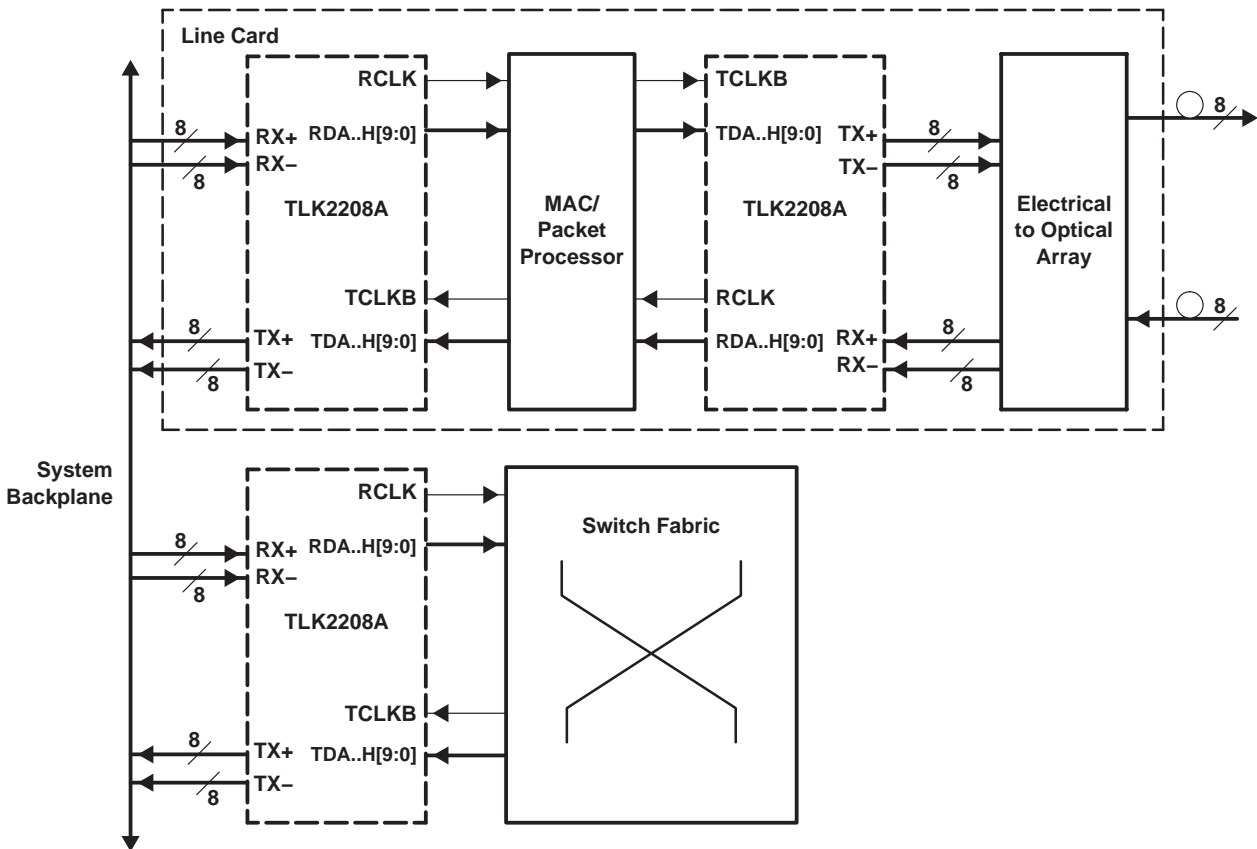 Line Card
RCLK
TCLKB
8
RX+
RDA..H[9:0]
TDA..H[9:0]
TX+
8
8
RX–
8
TX–
8
TLK2208A
MAC/
Packet
Processor
TLK2208A
Electrical
to Optical
Array
TCLKB
RCLK
8
8
TX+
TDA..H[9:0]
RDA..H[9:0]
RX+
8
TX–
8
RX–
8
System
Backplane
RCLK
Switch Fabric
8
RX+
RDA..H[9:0]
RX–
8
TLK2208A
TCLKB
8
TX+
TDA..H[9:0]
TX–
8